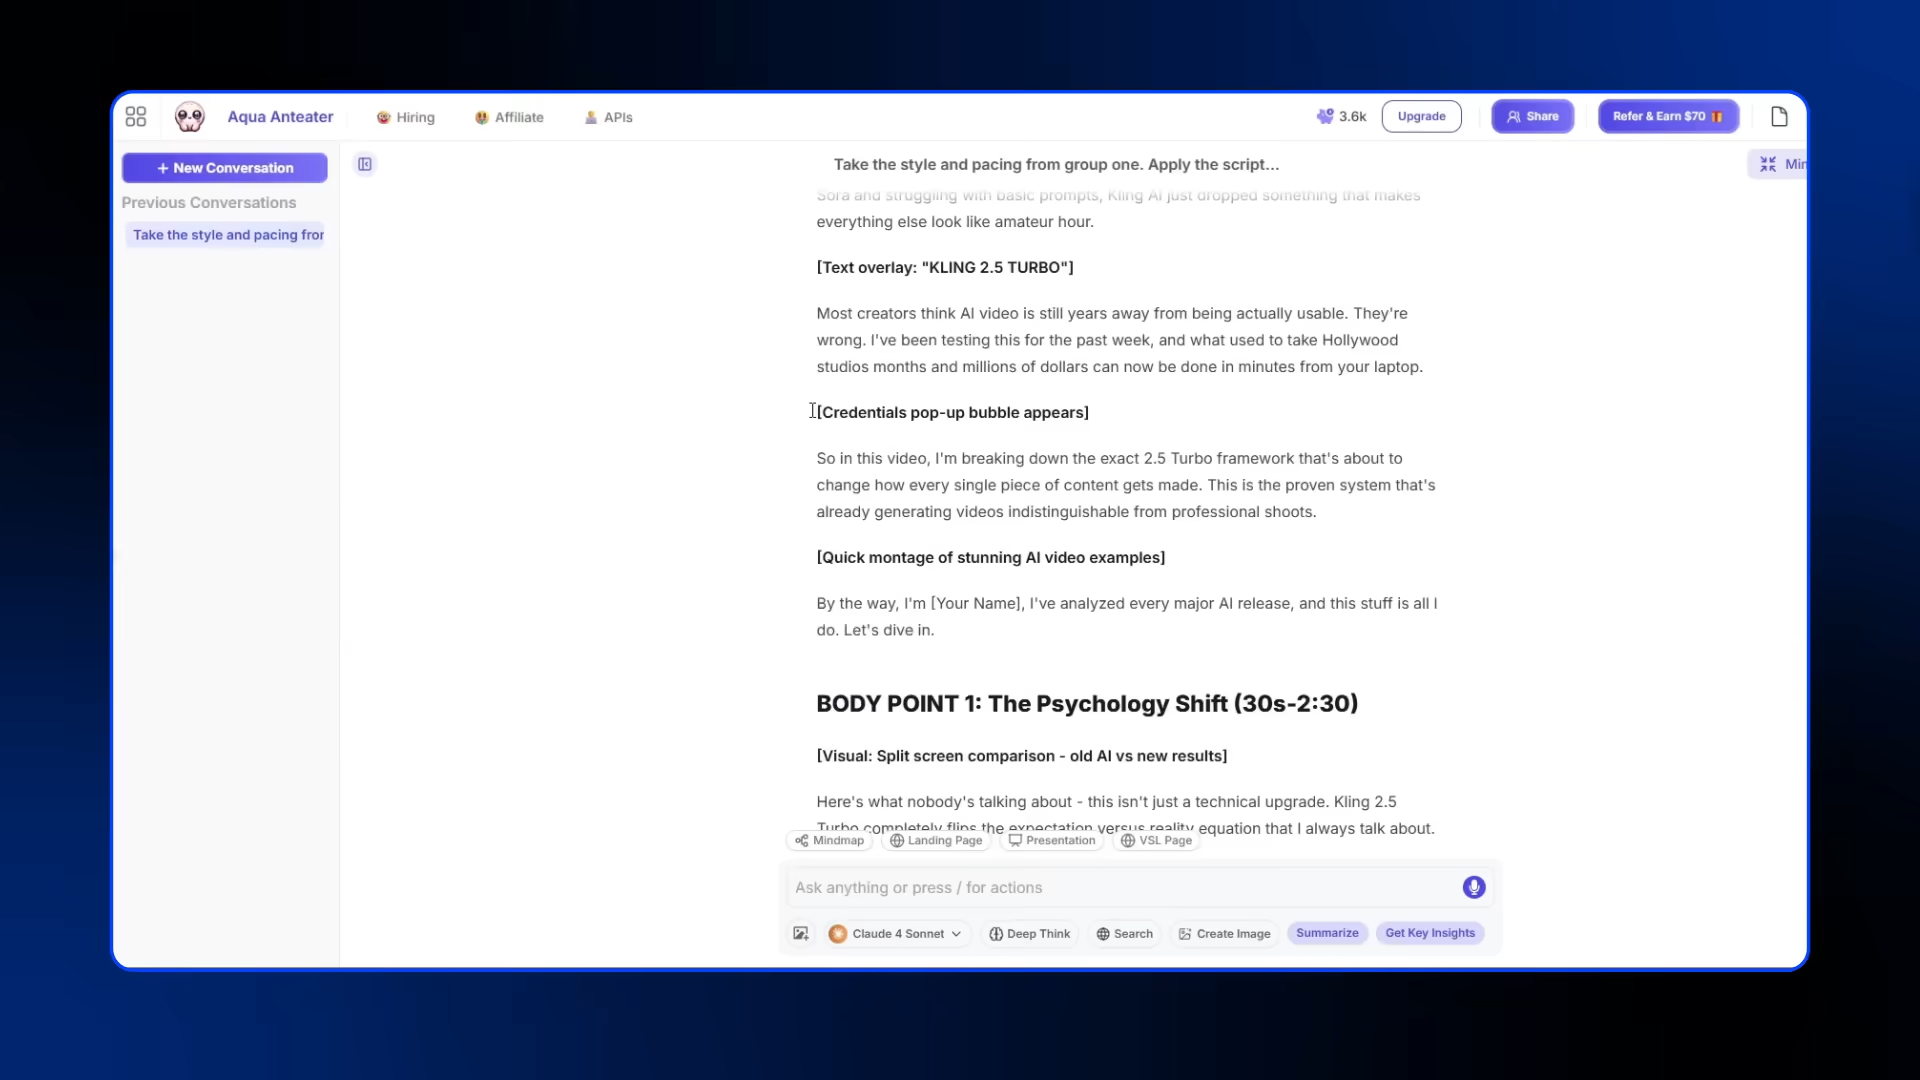 Aqua Anteater
Hiring
Affiliate
APIs
3.6k
Upgrade
Share
Refer & Earn $70
+ New Conversation
Previous Conversations
Take the style and pacing fror
Take the style and pacing from group one. Apply the script...
Min
Sora and struggling with basic prompts, Kling AI just dropped something that makes
everything else look like amateur hour.
[Text overlay: "KLING 2.5 TURBO"]
Most creators think AI video is still years away from being actually usable. They're
wrong. I've been testing this for the past week, and what used to take Hollywood
studios months and millions of dollars can now be done in minutes from your laptop.
[Credentials pop-up bubble appears]
So in this video, I'm breaking down the exact 2.5 Turbo framework that's about to
change how every single piece of content gets made. This is the proven system that's
already generating videos indistinguishable from professional shoots.
[Quick montage of stunning AI video examples]
By the way, I'm [Your Name], I've analyzed every major AI release, and this stuff is all I
do. Let's dive in.
BODY POINT 1: The Psychology Shift (30s-2:30)
[Visual: Split screen comparison - old AI vs new results]
Here's what nobody's talking about - this isn't just a technical upgrade. Kling 2.5
Turbo completely flips the expectation versus reality equation that I always talk about.
Mindmap
Landing Page
Presentation
VSL Page
Ask anything or press / for actions
Claude 4 Sonnet
Deep Think
Search
Create Image
Summarize
Get Key Insights